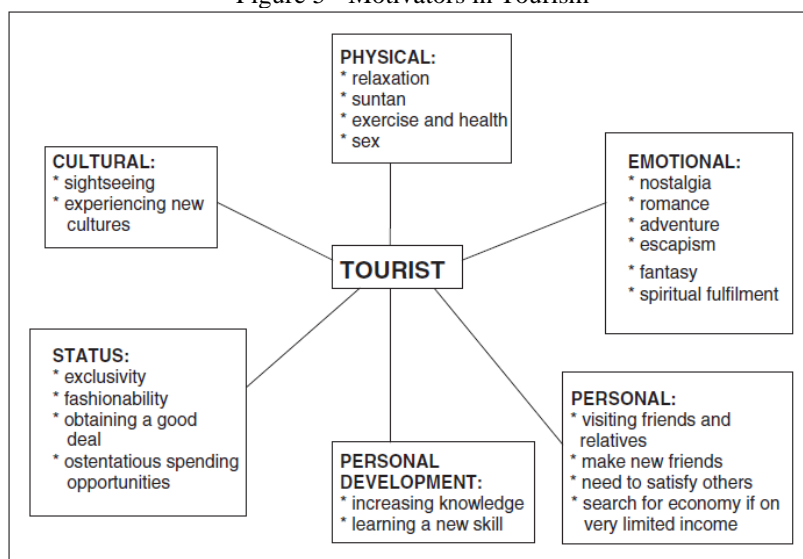 Figure 3 - Motivators in Tourism
PHYSICAL:
* relaxation
* suntan
* exercise and health
* sex
CULTURAL:
* sightseeing
* experiencing new
cultures
EMOTIONAL:
* nostalgia
* romance
* adventure
* escapism
* fantasy
* spiritual fulfilment
TOURIST
STATUS:
* exclusivity
* fashionability
* obtaining a good
deal
* ostentatious spending
opportunities
PERSONAL
DEVELOPMENT:
* increasing knowledge
* learning a new skill
PERSONAL:
* visiting friends and
relatives
* make new friends
* need to satisfy others
* search for economy if on
very limited income